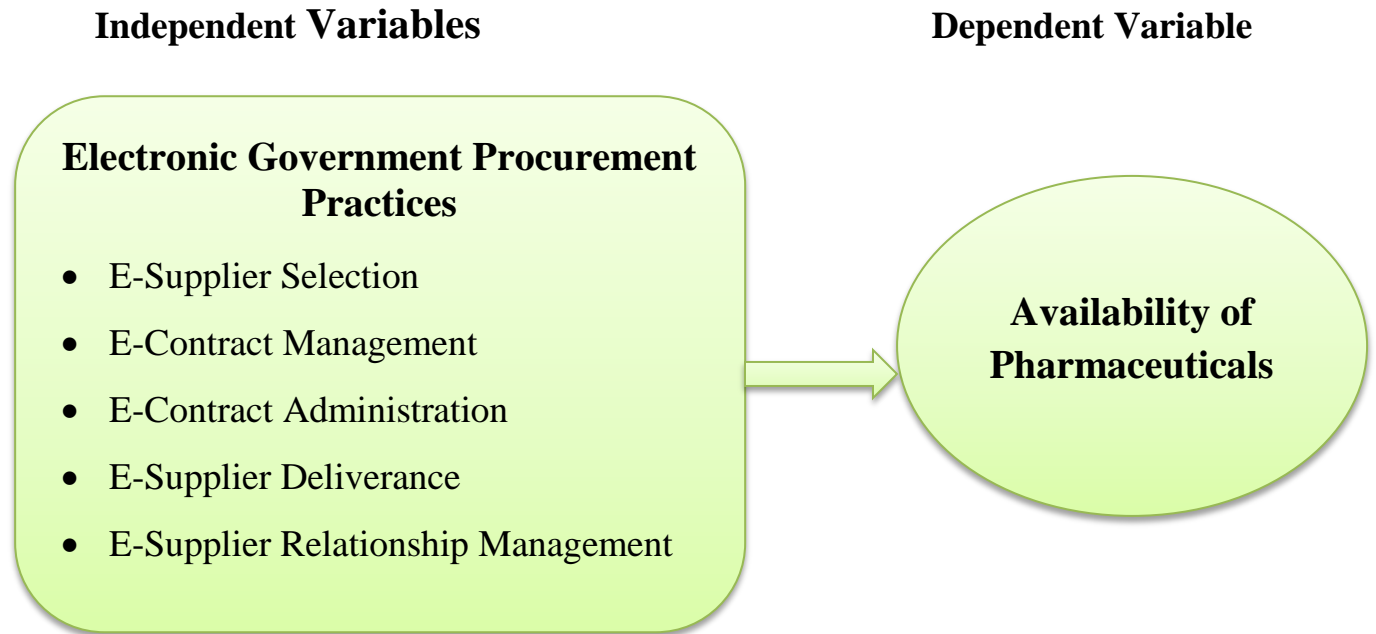 Independent Variables
Dependent Variable
Electronic Government Procurement
Practices
• E-Supplier Selection
• E-Contract Management
• E-Contract Administration
• E-Supplier Deliverance
• E-Supplier Relationship Management
Availability of
Pharmaceuticals